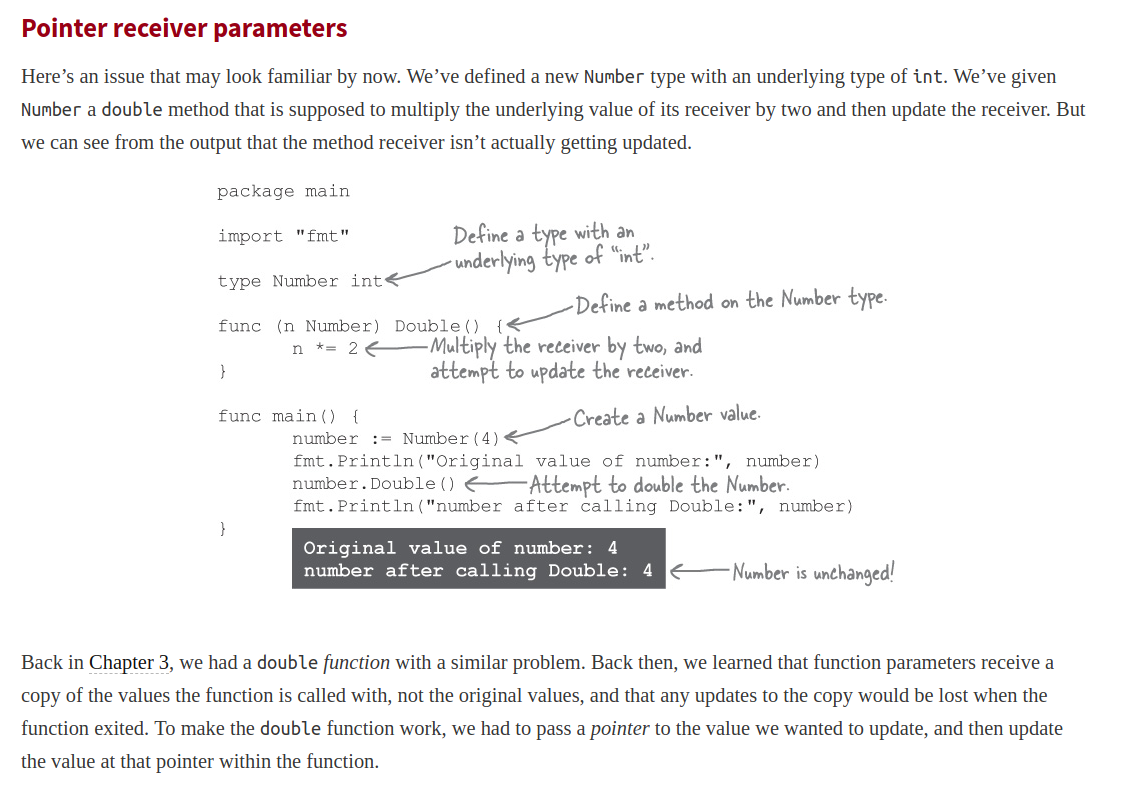 Pointer receiver parameters
Here’s an issue that may look familiar by now. We’ve defined a new Number type with an underlying type of int. We’ve given
Number a double method that is supposed to multiply the underlying value of its receiver by two and then update the receiver. But
we can see from the output that the method receiver isn’t actually getting updated.
package main
import "fmt"
Define a type with an
underlying type of “int”.
type Number int
Define a method on the Number type.
func (n Number) Double() {
n *= 2
Multiply the receiver by two, and
attempt to update the receiver.
}
func main() {
Create a Number value.
number := Number(4)
fmt.Println("Original value of number:", number)
number.Double()
Attempt to double the Number.
fmt.Println("number after calling Double:", number)
}
Original value of number: 4
number after calling Double: 4
Number is unchanged!
Back in Chapter 3, we had a double function with a similar problem. Back then, we learned that function parameters receive a
copy of the values the function is called with, not the original values, and that any updates to the copy would be lost when the
function exited. To make the double function work, we had to pass a pointer to the value we wanted to update, and then update
the value at that pointer within the function.